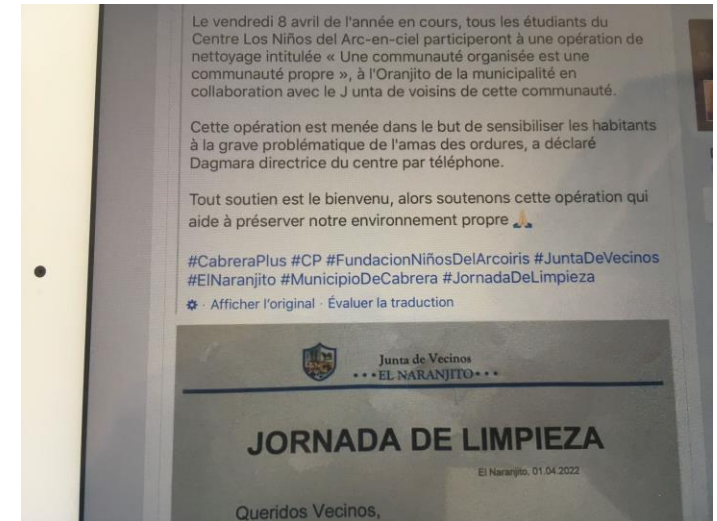 Le vendredi 8 avril de l'année en cours, tous les étudiants du
Centre Los Niños del Arc-en-ciel participeront à une opération de
nettoyage intitulée « Une communauté organisée est une
communauté propre », à l'Oranjito de la municipalité en
collaboration avec le J unta de voisins de cette communauté.
Cette opération est menée dans le but de sensibiliser les habitants
à la grave problématique de l'amas des ordures, a déclaré
Dagmara directrice du centre par téléphone.
Tout soutien est le bienvenu, alors soutenons cette opération qui
aide à préserver notre environnement propre 🙏🏼
#CabreraPlus #CP #FundacionNiñosDelArcoiris #JuntaDeVecinos
#ElNaranjito #MunicipioDeCabrera #JornadaDeLimpieza
Afficher l'original · Évaluer la traduction
Junta de Vecinos
•••EL NARANJITO•••
JORNADA DE LIMPIEZA
El Naranjito, 01.04.2022
Queridos Vecinos,